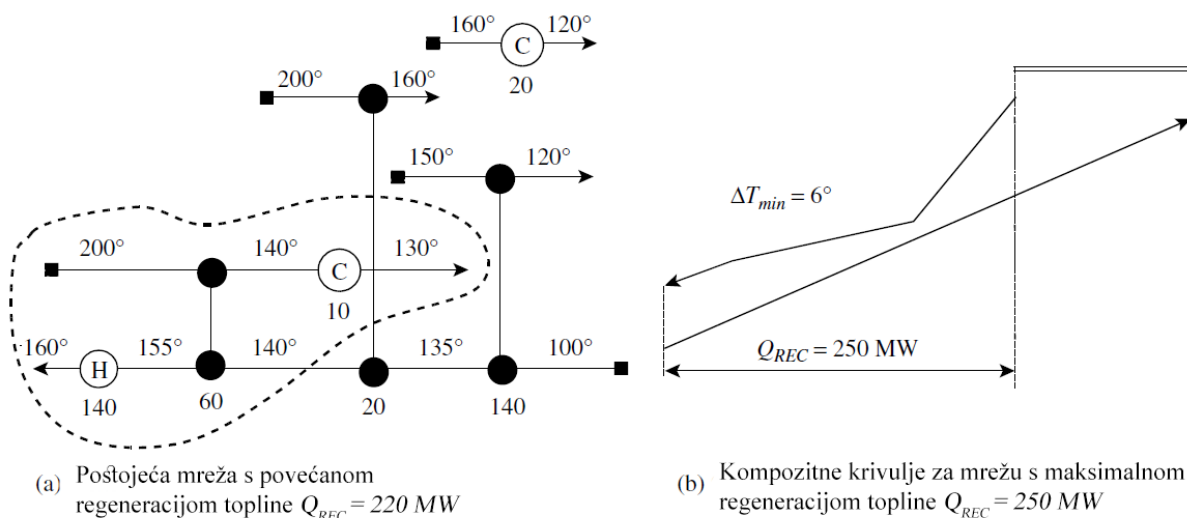 160° C 120°
20
200° 160°
150° 120°
200° 140° C 130°
10
160° H 155° 140° 135° 100°
140 60 20 140
(a) Postojeća mreža s povećanom
regeneracijom topline Q_REC = 220 MW
ΔT_min = 6°
Q_REC = 250 MW
(b) Kompozitne krivulje za mrežu s maksimalnom
regeneracijom topline Q_REC = 250 MW